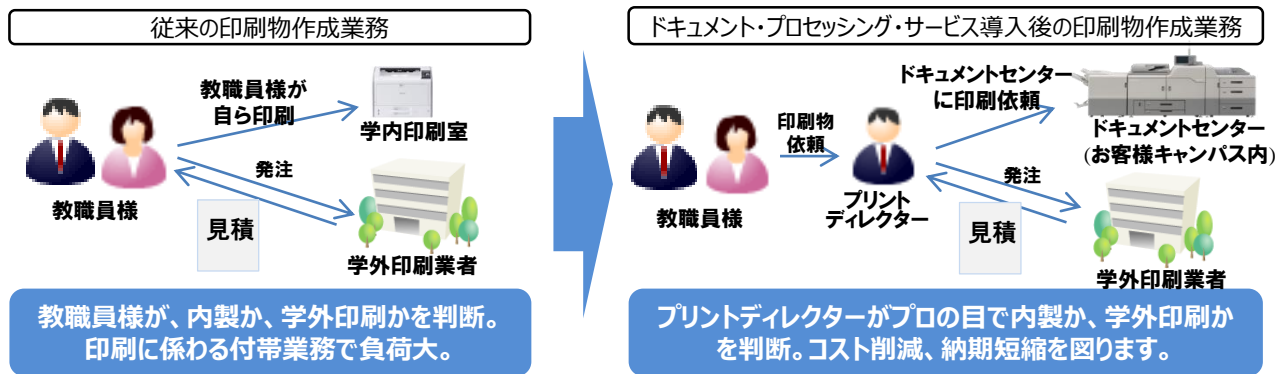 従来の印刷物作成業務
教職員様が
自ら印刷
学内印刷室
発注
教職員様
見積
学外印刷業者
教職員様が、内製か、学外印刷かを判断。
印刷に係わる付帯業務で負荷大。
ドキュメント・プロセッシング・サービス導入後の印刷物作成業務
ドキュメントセンター
に印刷依頼
印刷物
依頼
ドキュメントセンター
(お客様キャンパス内)
発注
教職員様
プリント
ディレクター
見積
学外印刷業者
プリントディレクターがプロの目で内製か、学外印刷か
を判断。コスト削減、納期短縮を図ります。